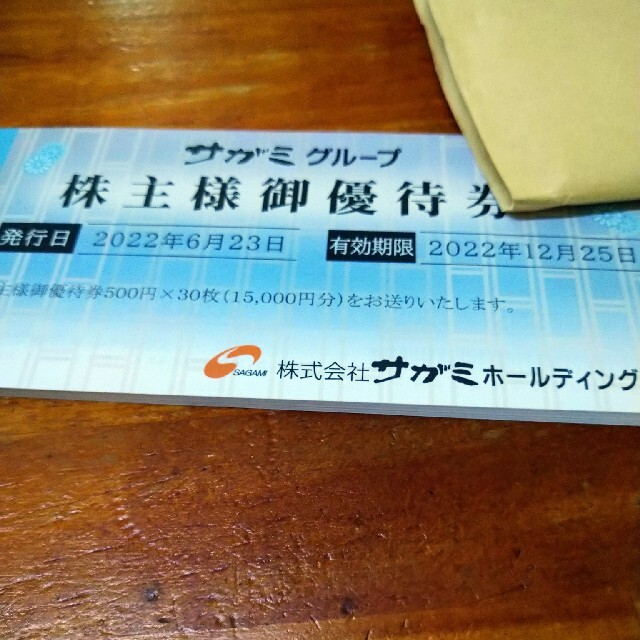 サガミ グループ
株主様御優待券
発行日 2022年6月23日 有効期限 2022年12月25日
主様御優待券500円×30枚(15,000円分)をお送りいたします。
SAGAMI 株式会社サガミホールディング